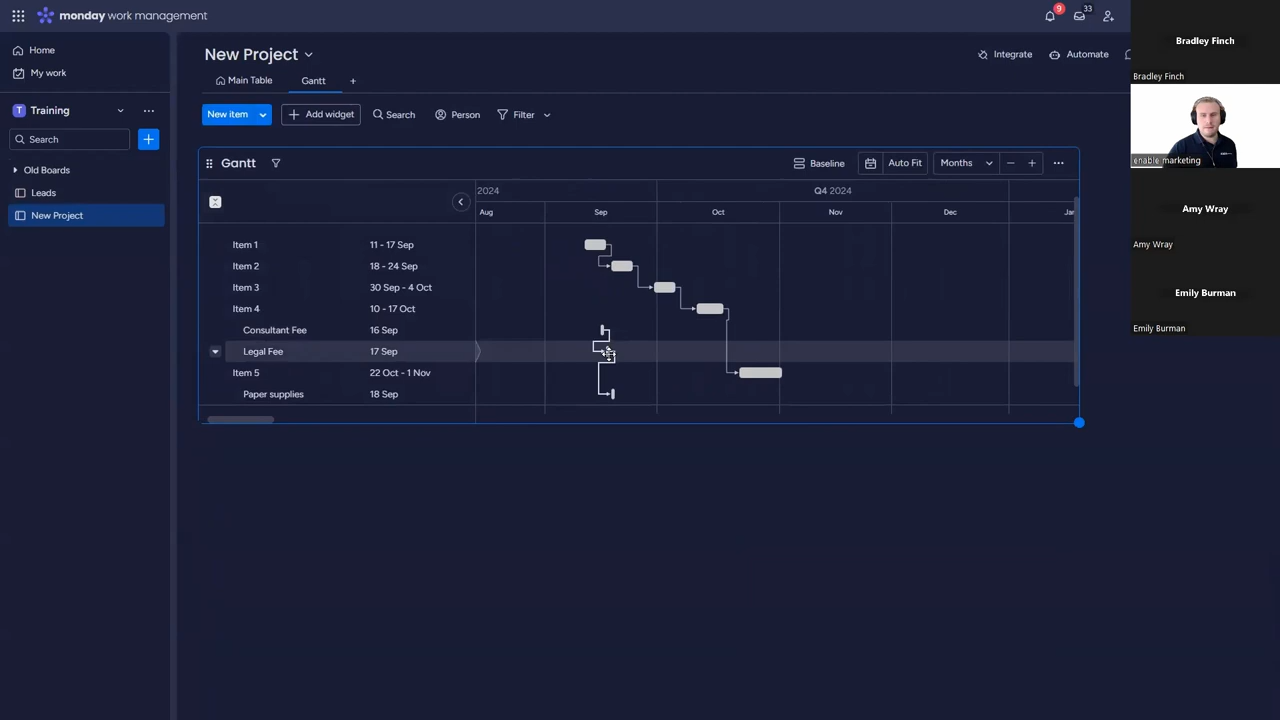 monday work management
9
33
Home
My work
T Training
Search
Old Boards
Leads
New Project
New Project
Integrate
Automate
Main Table
Gantt
New item
Add widget
Search
Person
Filter
Gantt
Baseline
Auto Fit
Months
2024
Q4 2024
Aug
Sep
Oct
Nov
Dec
Item 1 11 - 17 Sep
Item 2 18 - 24 Sep
Item 3 30 Sep - 4 Oct
Item 4 10 - 17 Oct
Consultant Fee 16 Sep
Legal Fee 17 Sep
Item 5 22 Oct - 1 Nov
Paper supplies 18 Sep
Bradley Finch
Bradley Finch
enable marketing
Amy Wray
Amy Wray
Emily Burman
Emily Burman